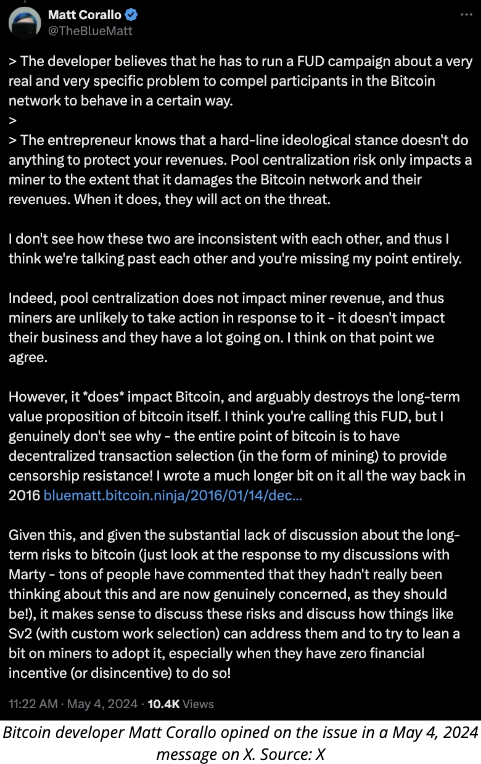 Matt Corallo
@TheBlueMatt
> The developer believes that he has to run a FUD campaign about a very
real and very specific problem to compel participants in the Bitcoin
network to behave in a certain way.
>
> The entrepreneur knows that a hard-line ideological stance doesn't do
anything to protect your revenues. Pool centralization risk only impacts a
miner to the extent that it damages the Bitcoin network and their
revenues. When it does, they will act on the threat.
I don't see how these two are inconsistent with each other, and thus I
think we're talking past each other and you're missing my point entirely.
Indeed, pool centralization does not impact miner revenue, and thus
miners are unlikely to take action in response to it - it doesn't impact
their business and they have a lot going on. I think on that point we
agree.
However, it *does* impact Bitcoin, and arguably destroys the long-term
value proposition of bitcoin itself. I think you're calling this FUD, but I
genuinely don't see why - the entire point of bitcoin is to have
decentralized transaction selection (in the form of mining) to provide
censorship resistance! I wrote a much longer bit on it all the way back in
2016 bluematt.bitcoin.ninja/2016/01/14/dec...
Given this, and given the substantial lack of discussion about the long-
term risks to bitcoin (just look at the response to my discussions with
Marty - tons of people have commented that they hadn't really been
thinking about this and are now genuinely concerned, as they should
be!), it makes sense to discuss these risks and discuss how things like
Sv2 (with custom work selection) can address them and to try to lean a
bit on miners to adopt it, especially when they have zero financial
incentive (or disincentive) to do so!
11:22 AM · May 4, 2024 · 10.4K Views
Bitcoin developer Matt Corallo opined on the issue in a May 4, 2024
message on X. Source: X